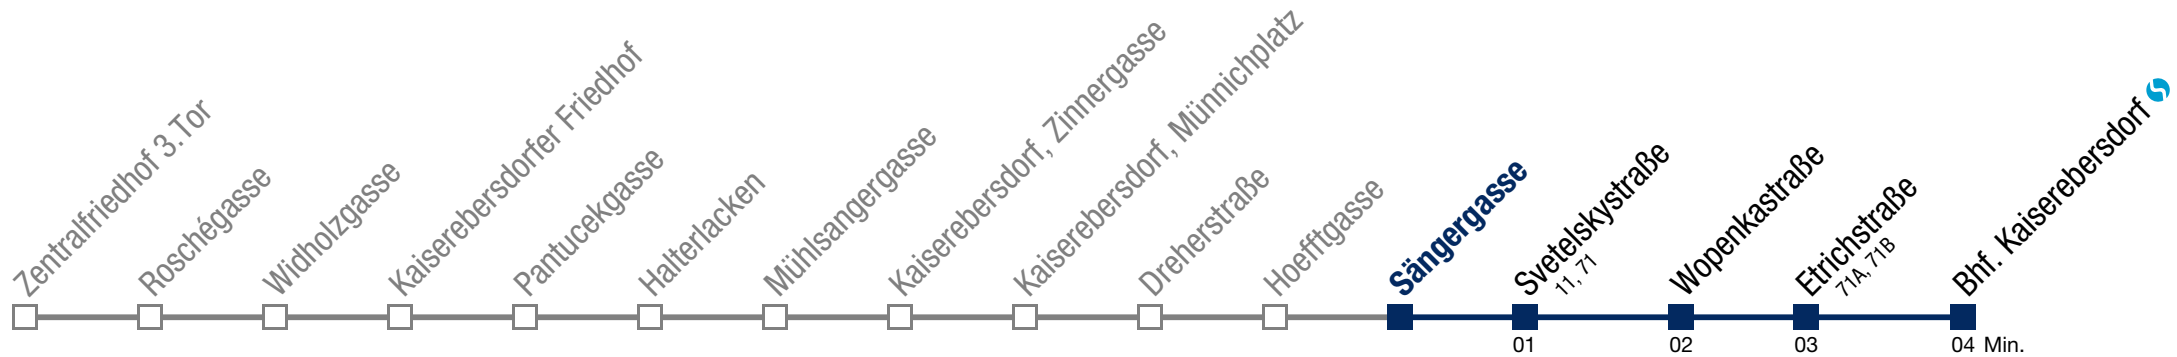 Zentralfriedhof 3.Tor
Roschégasse
Widholzgasse
Kaiserebersdorfer Friedhof
Pantucekgasse
Halterlacken
Mühlsangergasse
Kaiserebersdorf, Zinnergasse
Kaiserebersdorf, Münnichplatz
Dreherstraße
Hoefftgasse
Sängergasse
Svetelskystraße
11, 71
Wopenkastraße
Etrichstraße
71A, 71B
Bhf. Kaiserebersdorf
01 02 03 04 Min.